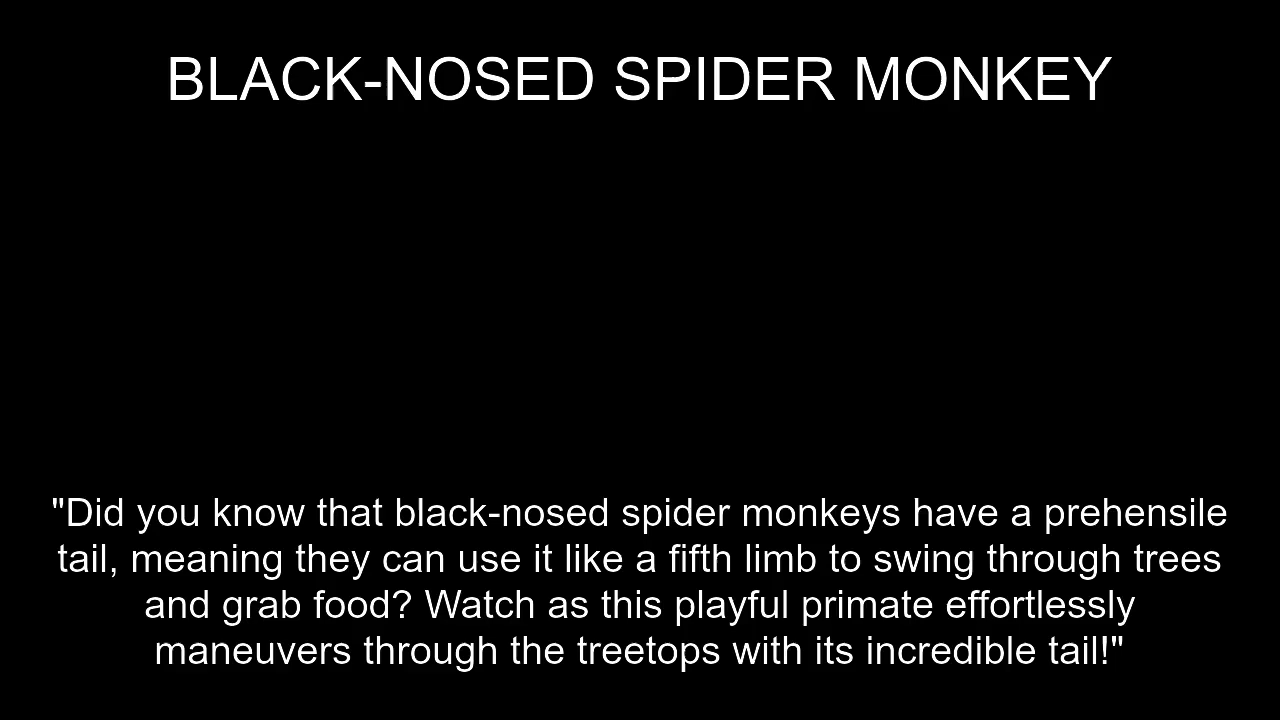 BLACK-NOSED SPIDER MONKEY
"Did you know that black-nosed spider monkeys have a prehensile
tail, meaning they can use it like a fifth limb to swing through trees
and grab food? Watch as this playful primate effortlessly
maneuvers through the treetops with its incredible tail!"